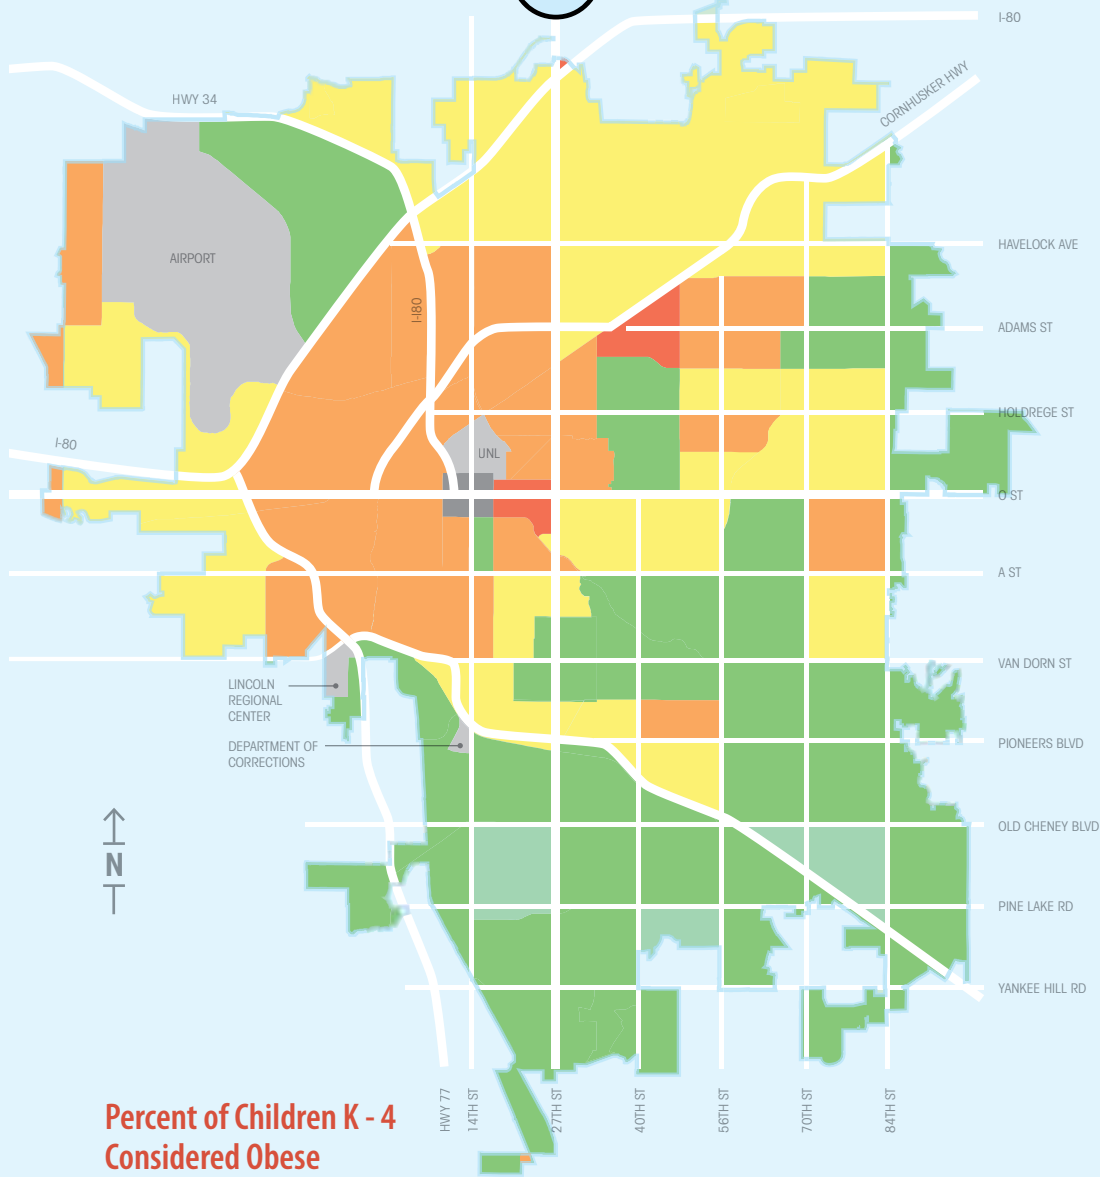 I-80
CORNHUSKER HWY
HWY 34
HAVELOCK AVE
AIRPORT
I-180
ADAMS ST
HOLDREGE ST
I-80
UNL
O ST
A ST
VAN DORN ST
LINCOLN
REGIONAL
CENTER
DEPARTMENT OF
CORRECTIONS
PIONEERS BLVD
OLD CHENEY BLVD
N
PINE LAKE RD
YANKEE HILL RD
HWY 77
14TH ST
27TH ST
40TH ST
56TH ST
70TH ST
84TH ST
Percent of Children K - 4
Considered Obese